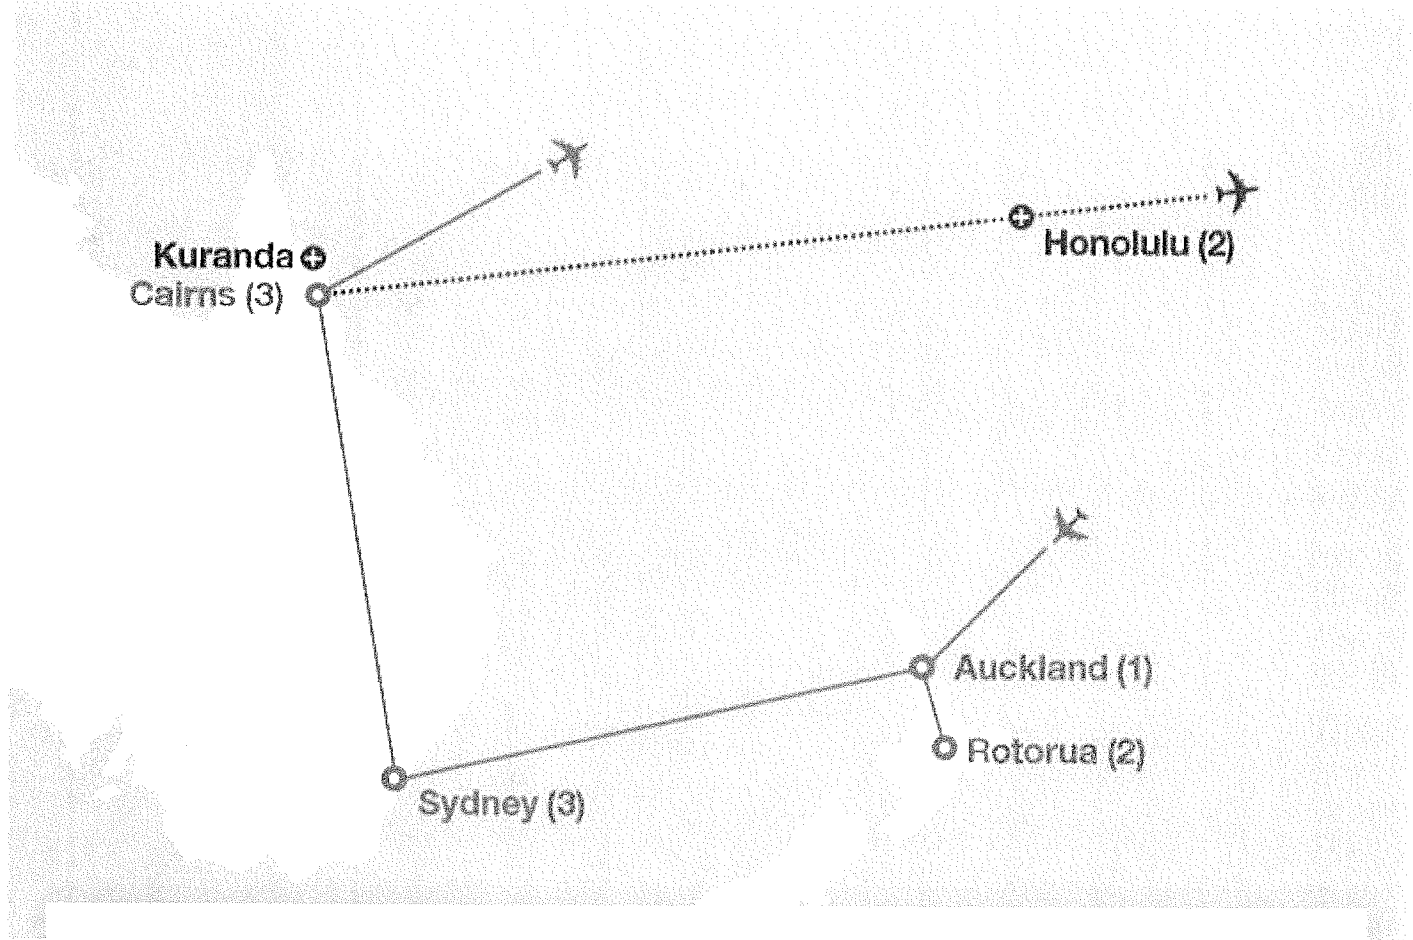 Kuranda
Cairns (3)
Honolulu (2)
Auckland (1)
Rotorua (2)
Sydney (3)